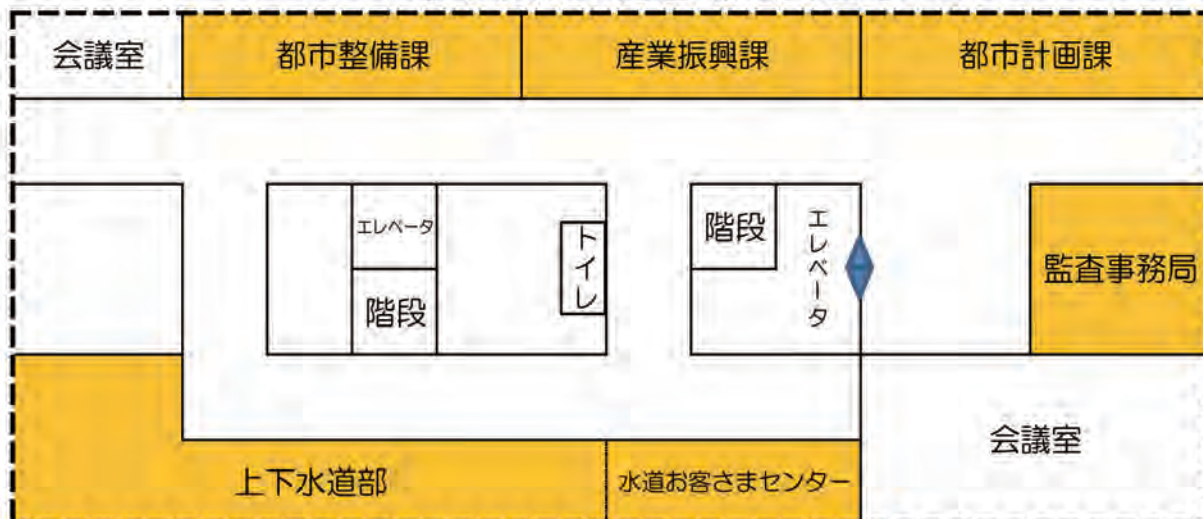 会議室
都市整備課
産業振興課
都市計画課
エレベータ
階段
トイレ
階段
エレベータ
監査事務局
会議室
上下水道部
水道お客さまセンター